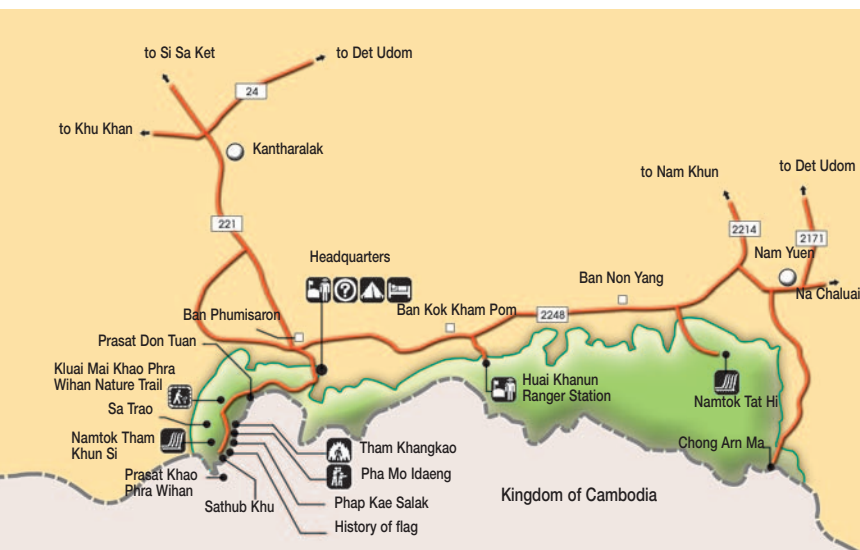 to Si Sa Ket
to Det Udom
24
to Khu Khan
Kantharalak
to Nam Khun
to Det Udom
221
2214
2171
Nam Yuen
Headquarters
Ban Non Yang
Na Chaluai
Ban Phumisaron
Ban Kok Kham Pom
2248
Prasat Don Tuan
Kluai Mai Khao Phra
Wihan Nature Trail
Huai Khanun
Ranger Station
Namtok Tat Hi
Sa Trao
Namtok Tham
Khun Si
Tham Khangkao
Chong Arn Ma
Pha Mo Idaeng
Prasat Khao
Phra Wihan
Sathub Khu
Phap Kae Salak
Kingdom of Cambodia
History of flag